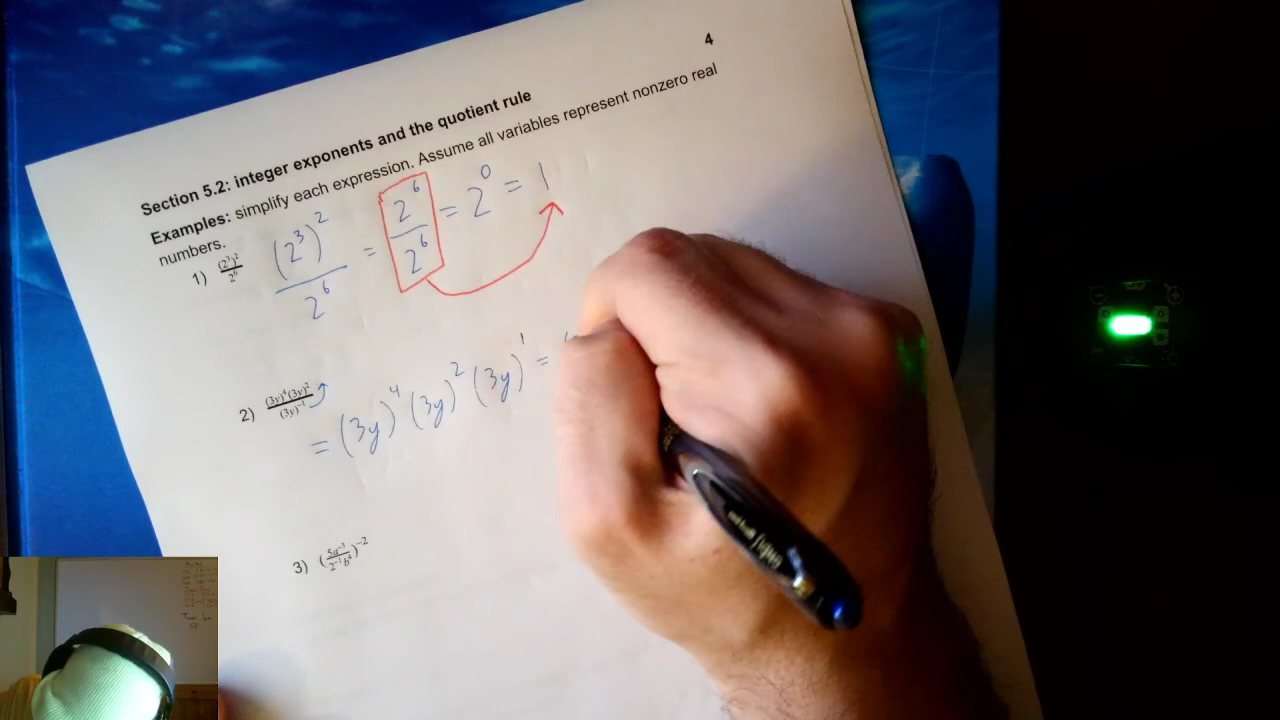 4
Section 5.2: integer exponents and the quotient rule
Examples: simplify each expression. Assume all variables represent nonzero real
numbers.
1) (2³)²/2⁶ (2³)²/2⁶ = 2⁶/2⁶ = 2⁰ = 1
2) (3y)⁴(3y)²/(3y)⁻¹
= (3y)⁴ (3y)² (3y)¹ =
3) (5a⁻³/2⁻¹b⁴)⁻²